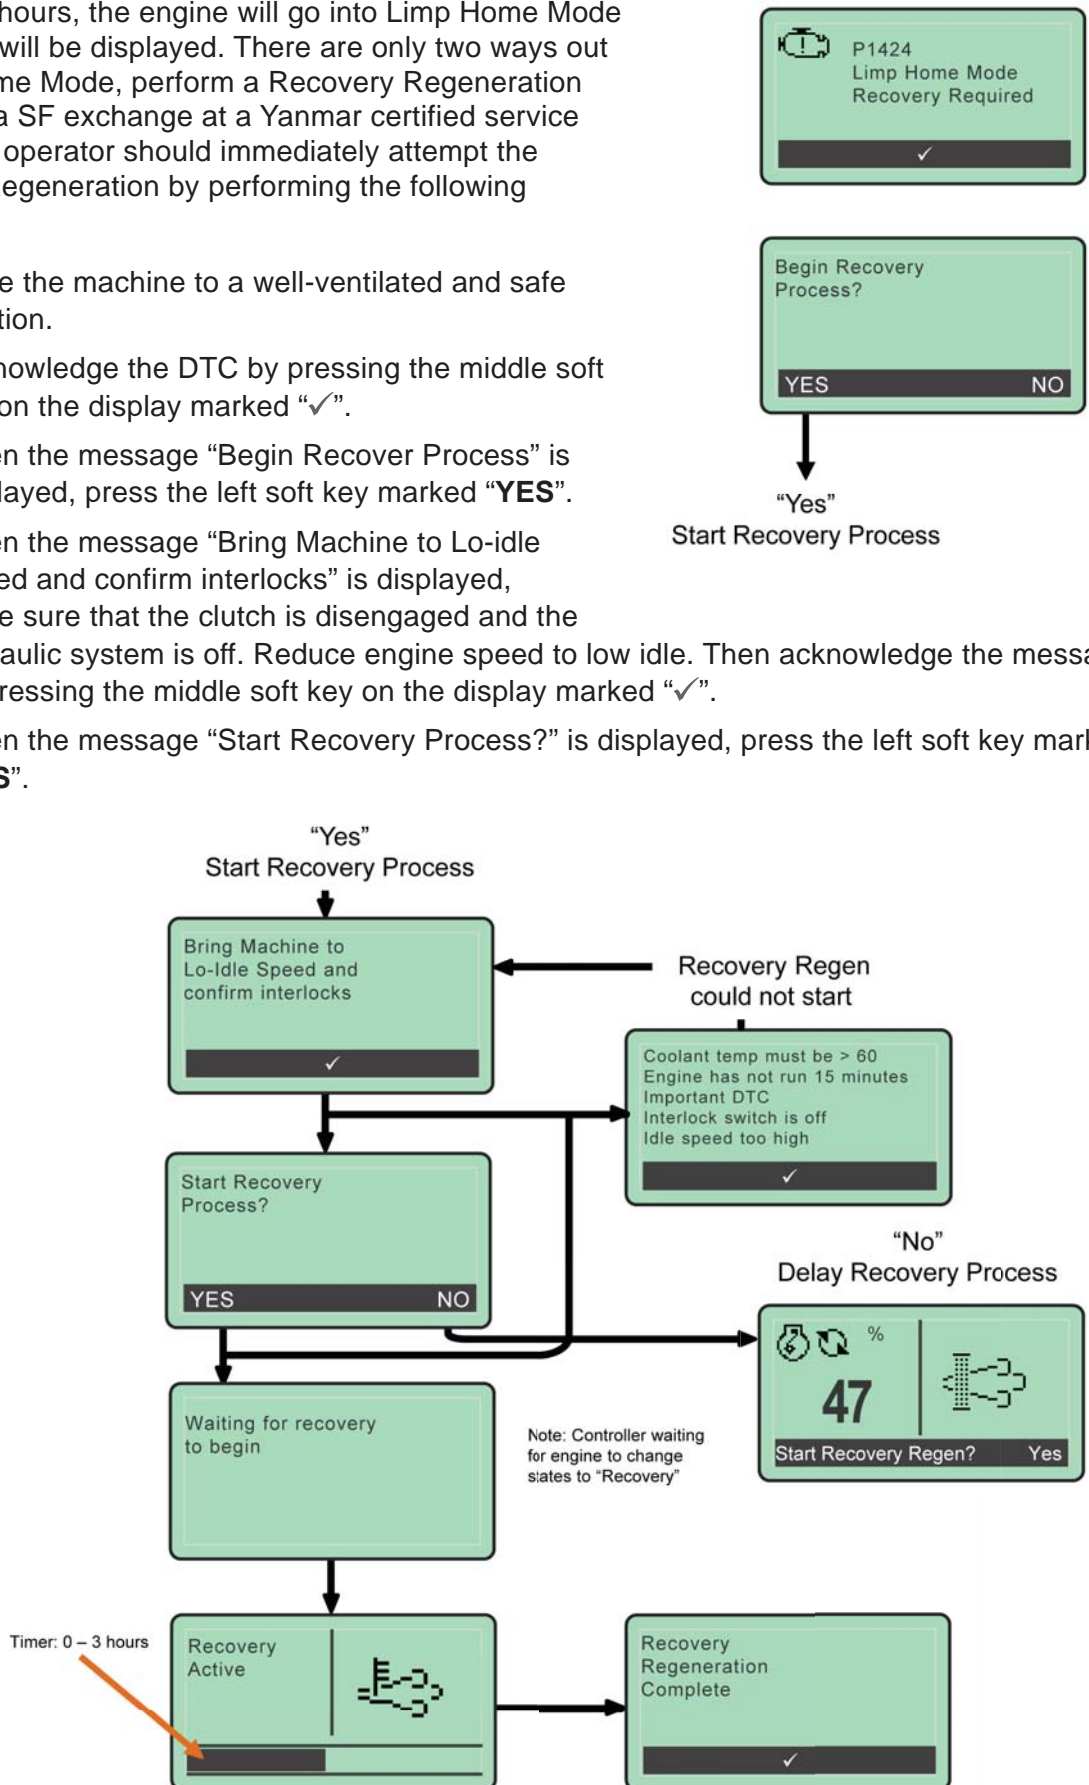 hours, the engine will go into Limp Home Mode
will be displayed. There are only two ways out
Mode, perform a Recovery Regeneration
a SF exchange at a Yanmar certified service
operator should immediately attempt the
egeneration by performing the following
P1424
Limp Home Mode
Recovery Required
✓
e the machine to a well-ventilated and safe
tion.
nowledge the DTC by pressing the middle soft
on the display marked “✓”.
en the message “Begin Recover Process” is
layed, press the left soft key marked “YES”.
en the message “Bring Machine to Lo-idle
ed and confirm interlocks” is displayed,
e sure that the clutch is disengaged and the
aulic system is off. Reduce engine speed to low idle. Then acknowledge the messa
ressing the middle soft key on the display marked “✓”.
en the message “Start Recovery Process?” is displayed, press the left soft key mark
S”.
Begin Recovery
Process?
YES NO
“Yes”
Start Recovery Process
“Yes”
Start Recovery Process
Bring Machine to
Lo-Idle Speed and
confirm interlocks
✓
Recovery Regen
could not start
Coolant temp must be > 60
Engine has not run 15 minutes
Important DTC
Interlock switch is off
Idle speed too high
✓
Start Recovery
Process?
YES NO
“No”
Delay Recovery Process
%
47
Start Recovery Regen? Yes
Waiting for recovery
to begin
Note: Controller waiting
for engine to change
states to “Recovery”
Timer: 0 – 3 hours
Recovery
Active
Recovery
Regeneration
Complete
✓